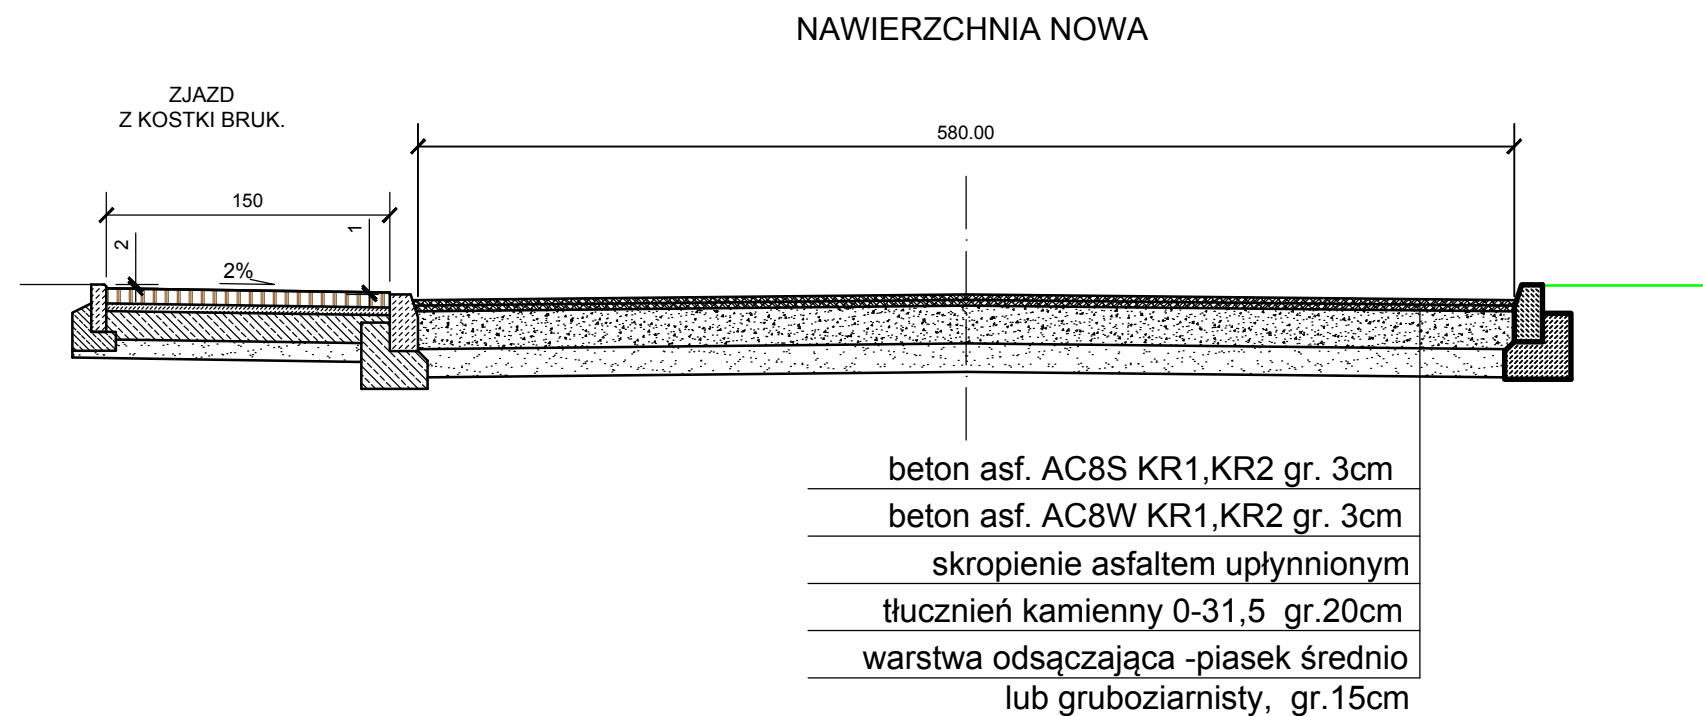 NAWIERZCHNIA NOWA
ZJAZD
Z KOSTKI BRUK.
580.00
150
2
1
2%
beton asf. AC8S KR1,KR2 gr. 3cm
beton asf. AC8W KR1,KR2 gr. 3cm
skropienie asfaltem upłynnionym
tłucznień kamienny 0-31,5 gr.20cm
warstwa odsączająca -piasek średnio
lub gruboziarnisty, gr.15cm